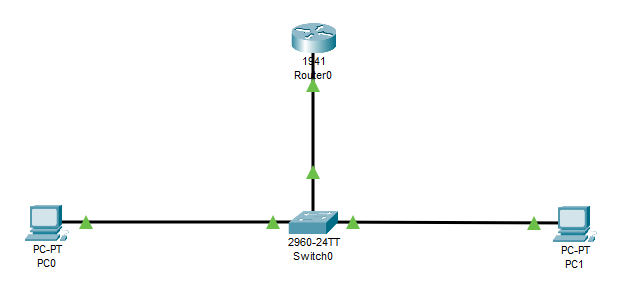 1941
Router0
PC-PT
PC0
2960-24TT
Switch0
PC-PT
PC1